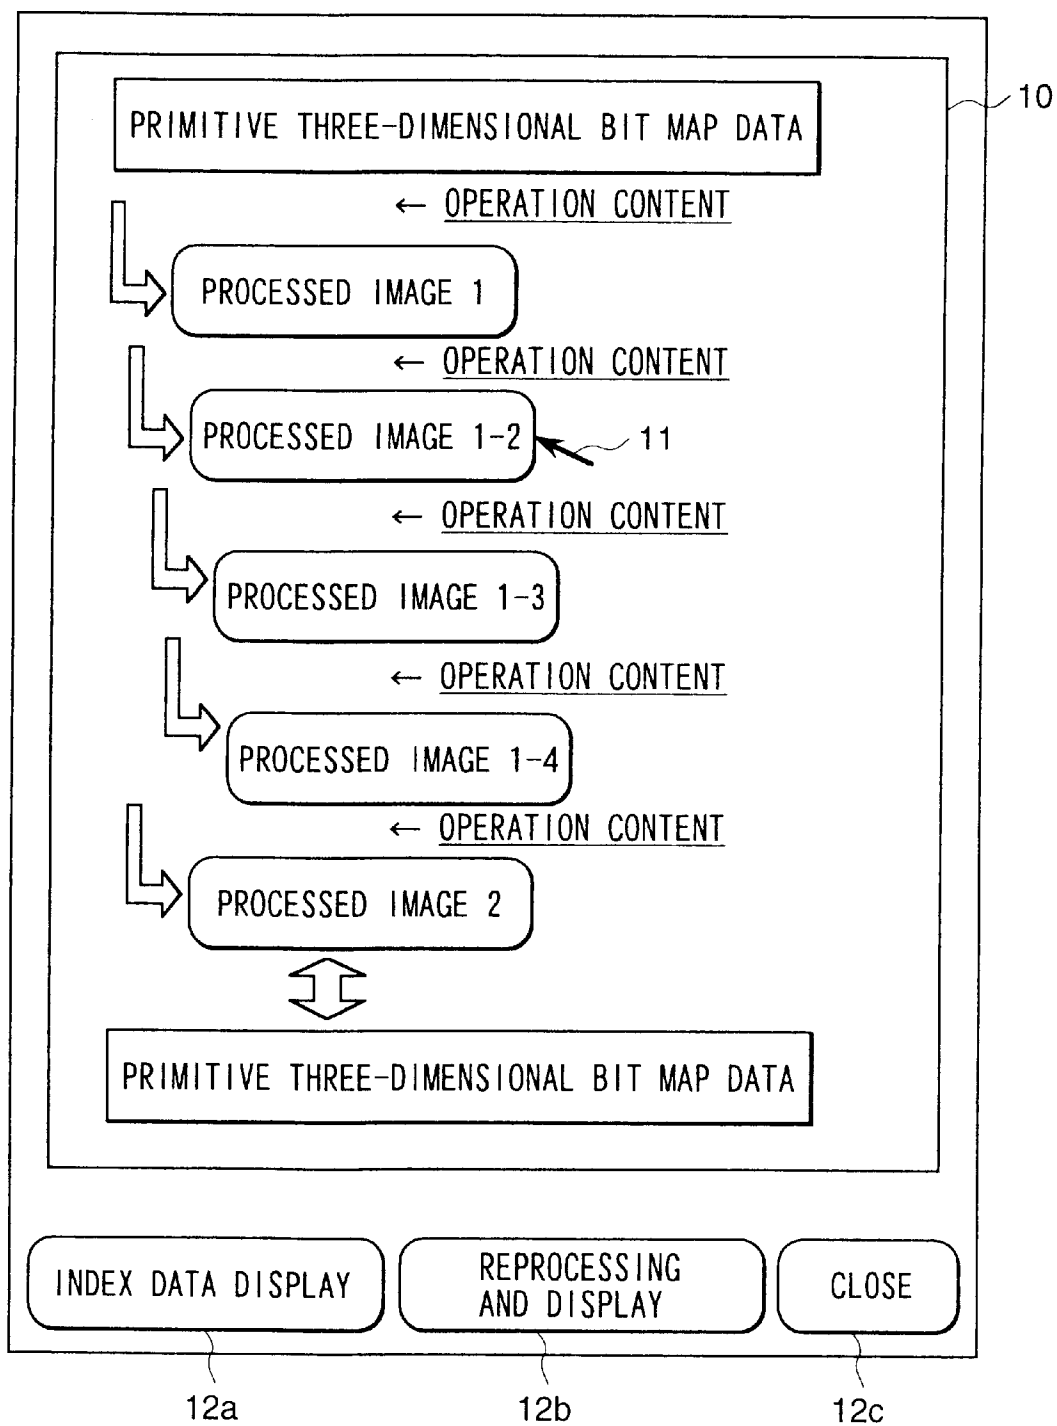 PRIMITIVE THREE-DIMENSIONAL BIT MAP DATA
10
← OPERATION CONTENT
PROCESSED IMAGE 1
← OPERATION CONTENT
PROCESSED IMAGE 1-2
11
← OPERATION CONTENT
PROCESSED IMAGE 1-3
← OPERATION CONTENT
PROCESSED IMAGE 1-4
← OPERATION CONTENT
PROCESSED IMAGE 2
PRIMITIVE THREE-DIMENSIONAL BIT MAP DATA
INDEX DATA DISPLAY
REPROCESSING
AND DISPLAY
CLOSE
12a
12b
12c